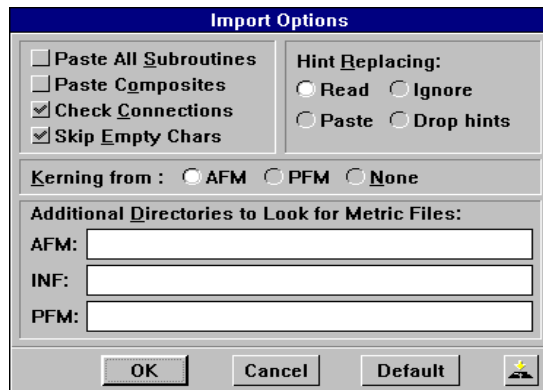 Import Options
Paste All Subroutines
Paste Composites
Check Connections
Skip Empty Chars
Hint Replacing:
Read Ignore
Paste Drop hints
Kerning from : AFM PFM None
Additional Directories to Look for Metric Files:
AFM:
INF:
PFM:
OK Cancel Default